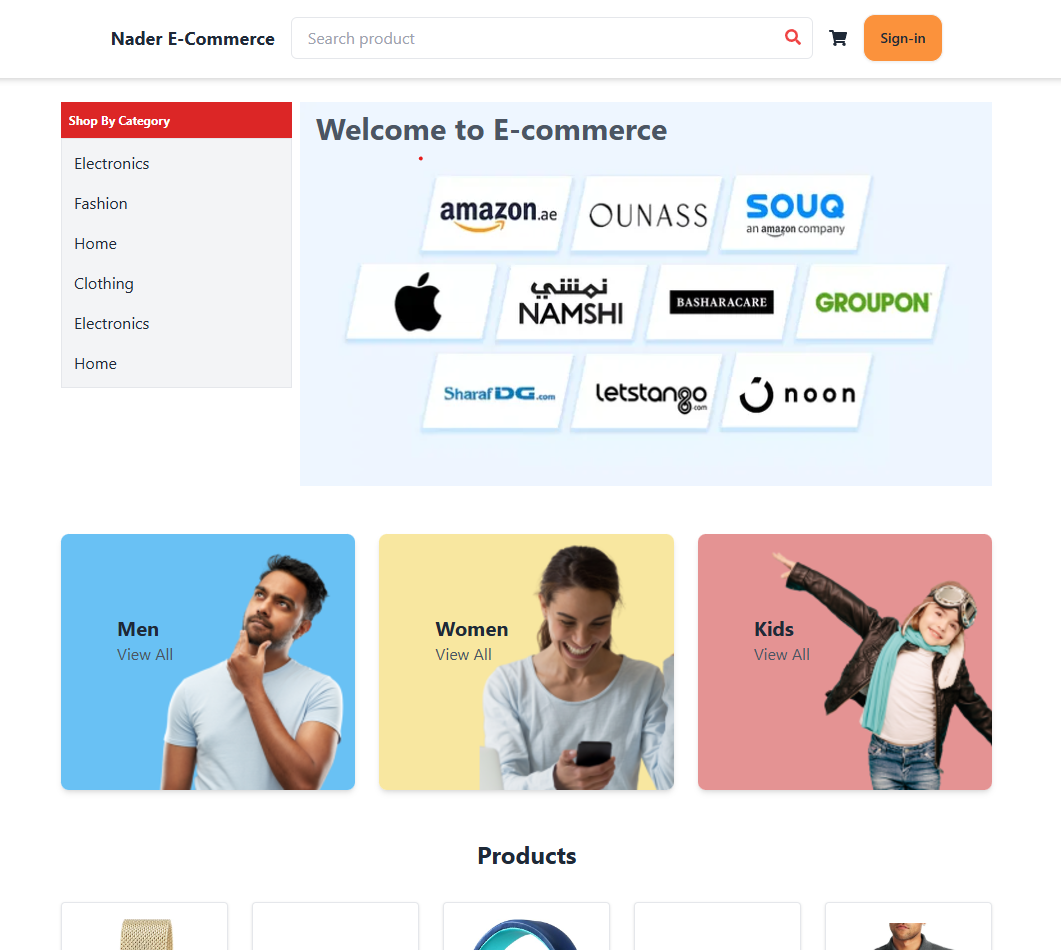 Nader E-Commerce
Search product
Sign-in
Shop By Category
Electronics
Fashion
Home
Clothing
Electronics
Home
Welcome to E-commerce
amazon.ae
OUNASS
SOUQ
an amazon company
نمشي
NAMSHI
BASHARACARE
GROUPON
SharafDG.com
letstango.com
noon
Men
View All
Women
View All
Kids
View All
Products